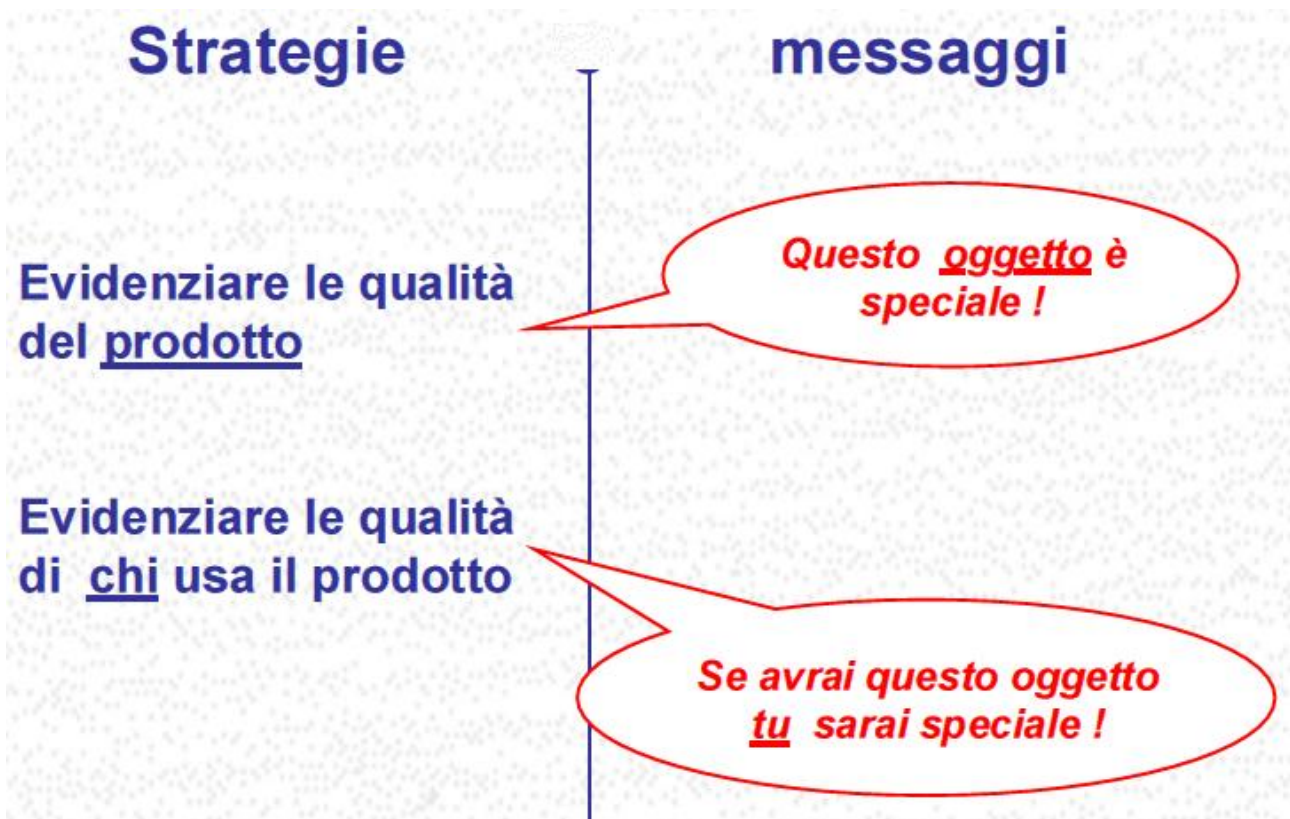 Strategie
messaggi
Evidenziare le qualità
del prodotto
Questo oggetto è
speciale !
Evidenziare le qualità
di chi usa il prodotto
Se avrai questo oggetto
tu sarai speciale !